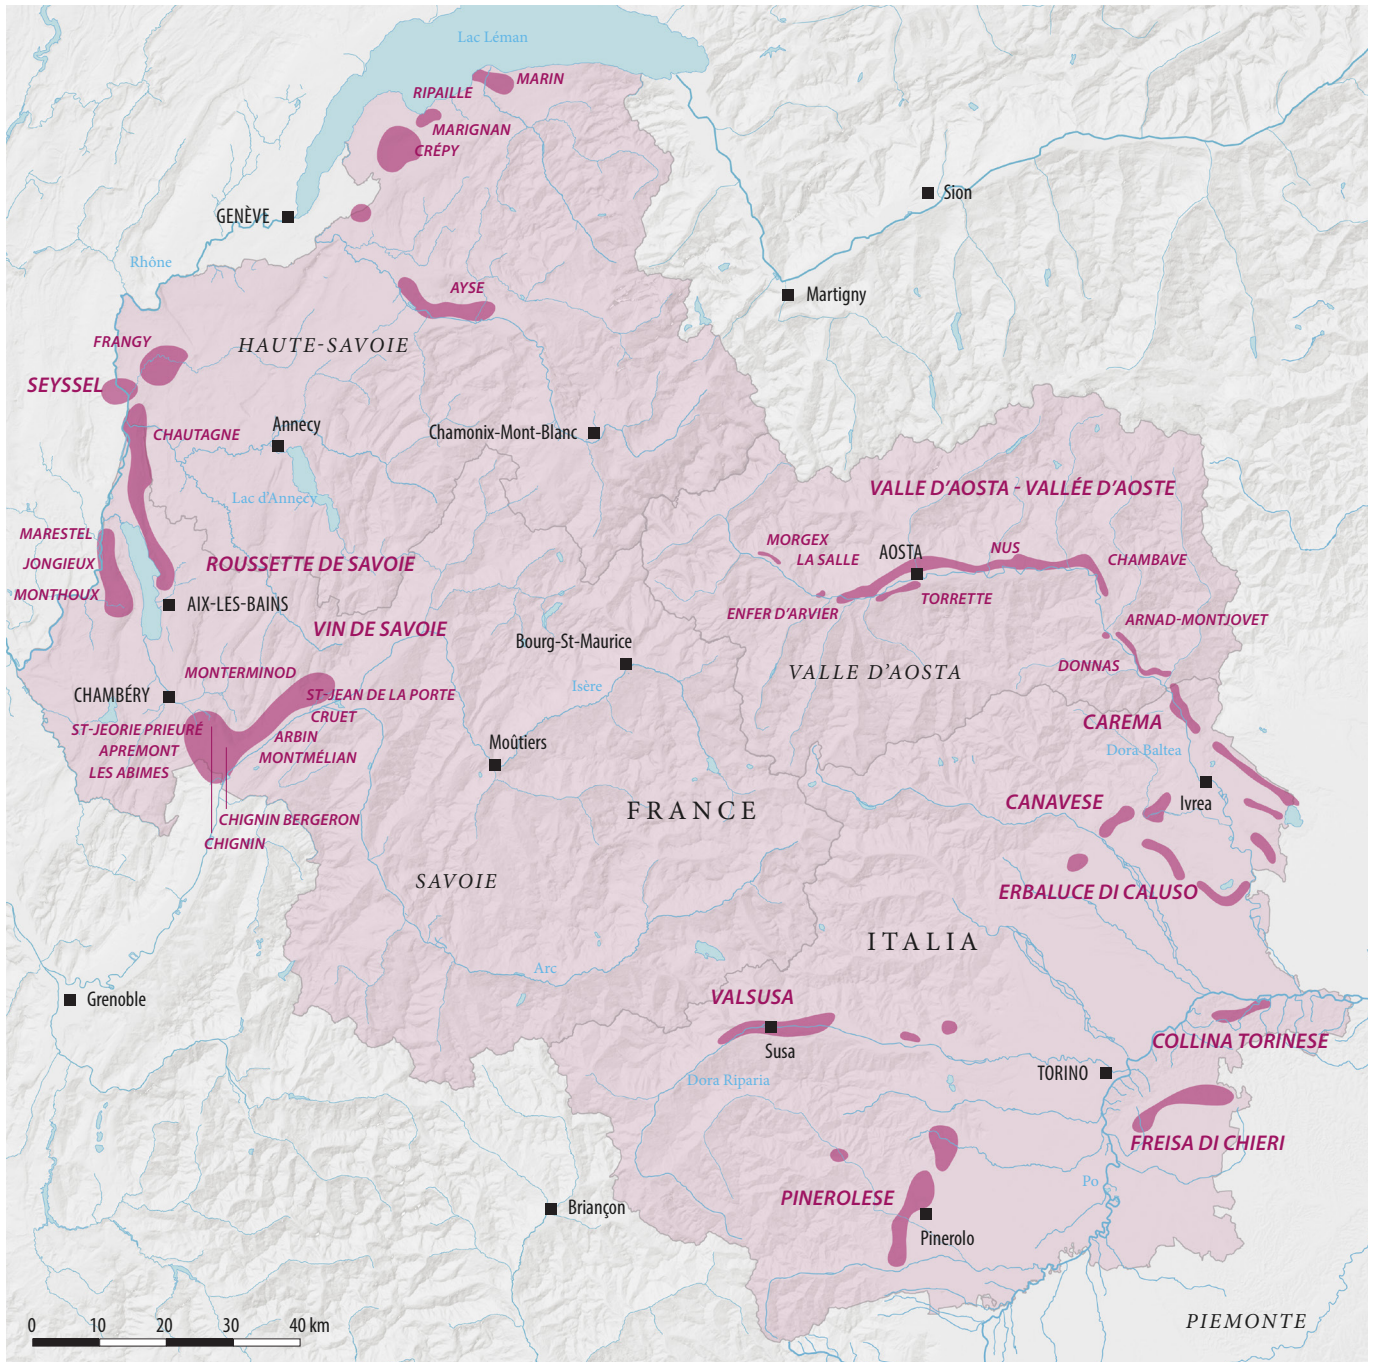 Lac Léman
MARIN
RIPAILLE
MARIGNAN
CRÉPY
Sion
GENÈVE
Rhône
AYSE
Martigny
FRANGY
HAUTE-SAVOIE
SEYSSEL
Annecy
CHAUTAGNE
Chamonix-Mont-Blanc
Lac d'Annecy
VALLE D'AOSTA - VALLÉE D'AOSTE
MARESTEL
MORGEX
LA SALLE
AOSTA
NUS
CHAMBAVE
JONGIEUX
ROUSSETTE DE SAVOIE
MONTHOUX
AIX-LES-BAINS
TORRETTE
ENFER D'ARVIER
ARNAD-MONTJOVET
VIN DE SAVOIE
Bourg-St-Maurice
DONNAS
VALLE D'AOSTA
MONTERMINOD
Isère
CHAMBÉRY
ST-JEAN DE LA PORTE
CRUET
CAREMA
ST-JEORIE PRIEURÉ
ARBIN
APREMONT
MONTMÉLIAN
LES ABIMES
Moûtiers
Dora Baltea
CANAVESE
Ivrea
FRANCE
CHIGNIN BERGERON
CHIGNIN
SAVOIE
ERBALUCE DI CALUSO
ITALIA
Arc
Grenoble
VALSUSA
Susa
COLLINA TORINESE
Dora Riparia
TORINO
FREISA DI CHIERI
Po
PINEROLESE
Briançon
Pinerolo
PIEMONTE
0 10 20 30 40 km